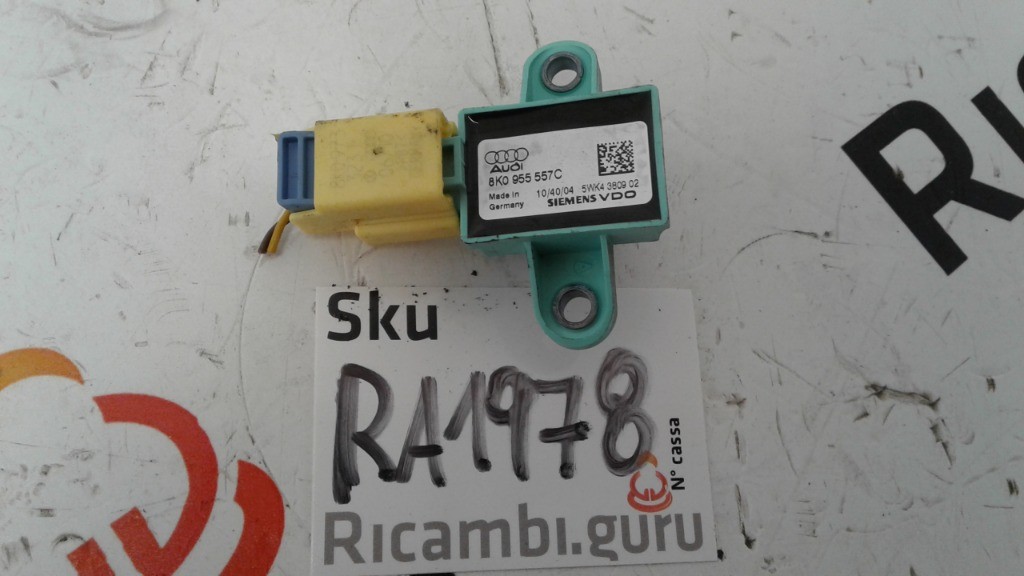 Audi
8K0 955 557C
Made in Germany
10/40/04 5WK4 3809 02
SIEMENS VDO
RIC
Sku
RA1978
N° cassa
Ricambi.guru